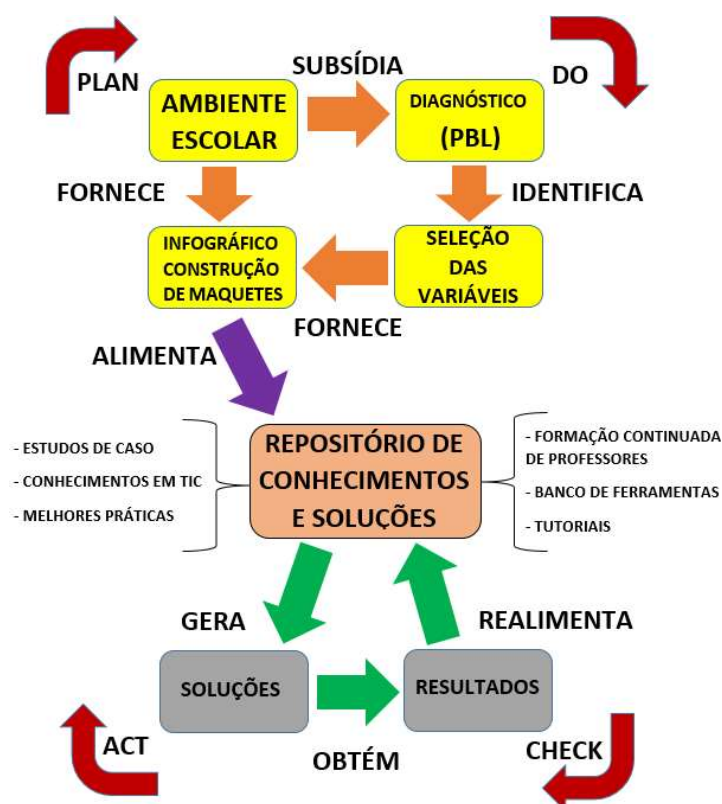 PLAN
SUBSÍDIA
DO
AMBIENTE
ESCOLAR
DIAGNÓSTICO
(PBL)
FORNECE
IDENTIFICA
INFOGRÁFICO
CONSTRUÇÃO
DE MAQUETES
SELEÇÃO
DAS
VARIÁVEIS
FORNECE
ALIMENTA
- ESTUDOS DE CASO
- CONHECIMENTOS EM TIC
- MELHORES PRÁTICAS
REPOSITÓRIO DE
CONHECIMENTOS
E SOLUÇÕES
- FORMAÇÃO CONTINUADA
DE PROFESSORES
- BANCO DE FERRAMENTAS
- TUTORIAIS
GERA
REALIMENTA
SOLUÇÕES
RESULTADOS
ACT
OBTÉM
CHECK